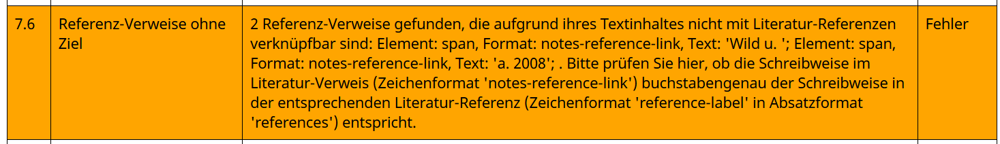 7.6
Referenz-Verweise ohne
Ziel
2 Referenz-Verweise gefunden, die aufgrund ihres Textinhaltes nicht mit Literatur-Referenzen
verknüpfbar sind: Element: span, Format: notes-reference-link, Text: 'Wild u. '; Element: span,
Format: notes-reference-link, Text: 'a. 2008'; . Bitte prüfen Sie hier, ob die Schreibweise im
Literatur-Verweis (Zeichenformat 'notes-reference-link') buchstabengenau der Schreibweise in
der entsprechenden Literatur-Referenz (Zeichenformat 'reference-label' in Absatzformat
'references') entspricht.
Fehler